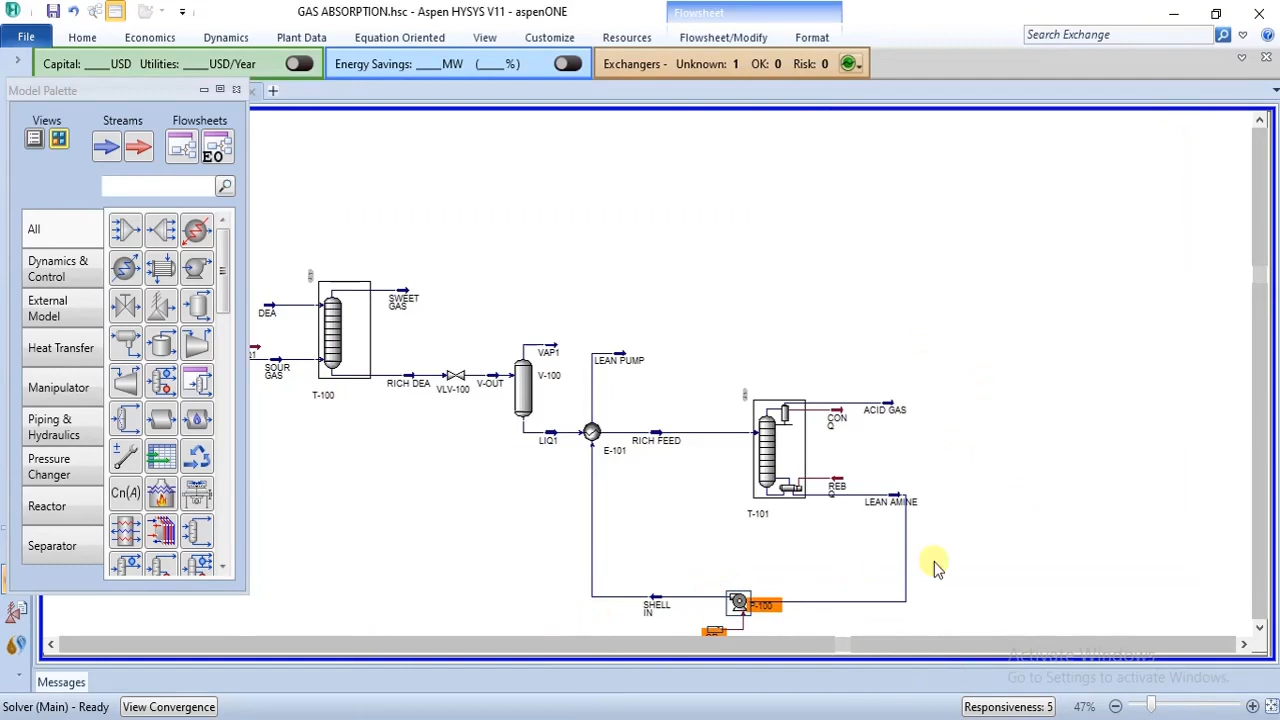 GAS ABSORPTION.hsc - Aspen HYSYS V11 - aspenONE
Flowsheet
File Home Economics Dynamics Plant Data Equation Oriented View Customize Resources Flowsheet/Modify Format
Search Exchange
Capital: ____USD Utilities: ____USD/Year
Energy Savings: ____MW (____%)
Exchangers - Unknown: 1 OK: 0 Risk: 0
Model Palette
Views Streams Flowsheets
EO
All
Dynamics & Control
External Model
Heat Transfer
Manipulator
Piping & Hydraulics
Pressure Changer
Reactor
Separator
Cn(A)
DEA
SWEET GAS
SOUR GAS
T-100
RICH DEA
VLV-100
V-OUT
VAP1
V-100
LIQ1
LEAN PUMP
E-101
RICH FEED
ACID GAS
CON Q
REB Q
LEAN AMINE
T-101
SHELL IN
P-100
Activate Windows
Go to Settings to activate Windows.
Messages
Solver (Main) - Ready
View Convergence
Responsiveness: 5
47%